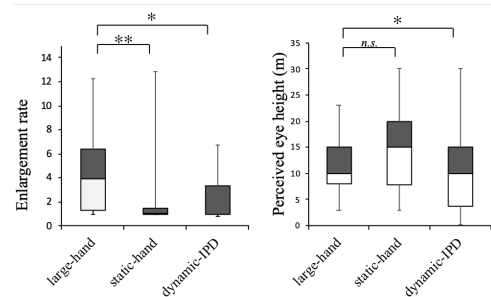 *
**
Enlargement rate
14
12
10
8
6
4
2
0
large-hand
static-hand
dynamic-IPD
*
n.s.
Perceived eye height (m)
35
30
25
20
15
10
5
0
large-hand
static-hand
dynamic-IPD